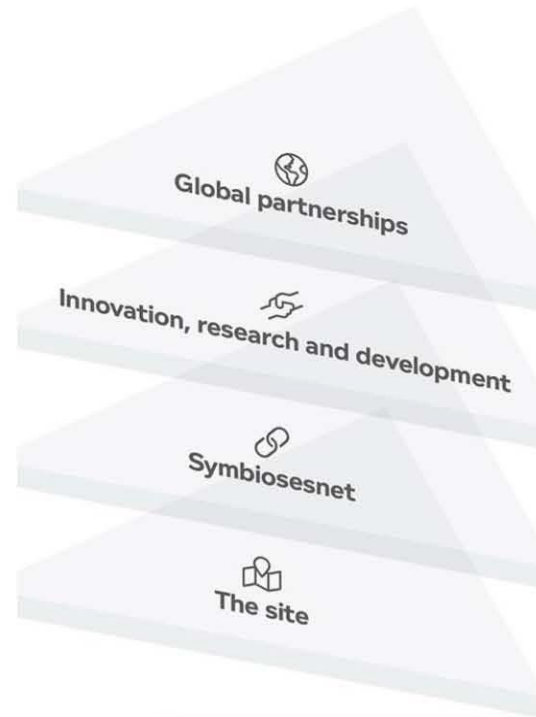 Global partnerships
Innovation, research and development
Symbiosesnet
The site